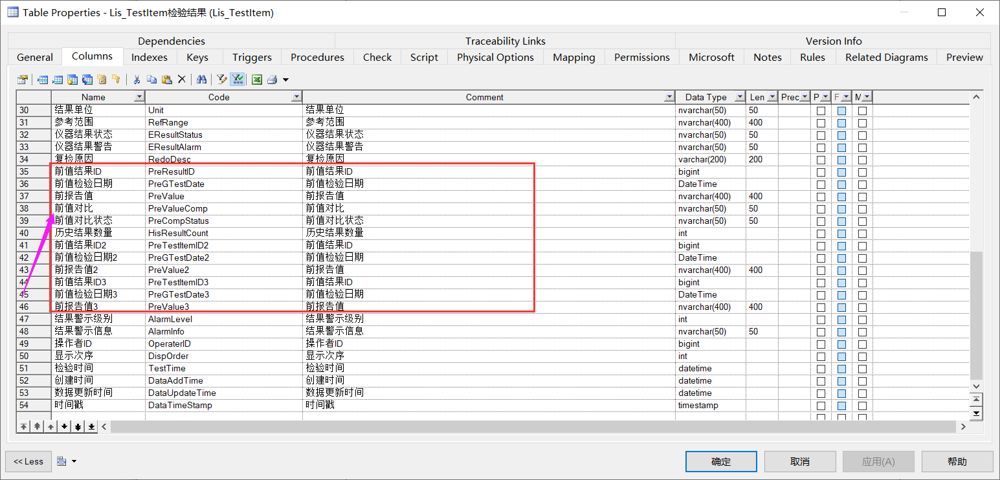 Table Properties - Lis_TestItem检验结果 (Lis_TestItem)
Dependencies Traceability Links Version Info
General Columns Indexes Keys Triggers Procedures Check Script Physical Options Mapping Permissions Microsoft Notes Rules Related Diagrams Preview
Name Code Comment Data Type Len Prec P F M
30 结果单位 Unit 结果单位 nvarchar(50) 50
31 参考范围 RefRange 参考范围 nvarchar(400) 400
32 仪器结果状态 EResultStatus 仪器结果状态 nvarchar(50) 50
33 仪器结果警告 EResultAlarm 仪器结果警告 nvarchar(50) 50
34 复检原因 RedoDesc 复检原因 varchar(200) 200
35 前值结果ID PreResultID 前值结果ID bigint
36 前值检验日期 PreGTestDate 前值检验日期 DateTime
37 前报告值 PreValue 前报告值 nvarchar(400) 400
38 前值对比 PreValueComp 前值对比 nvarchar(50) 50
39 前值对比状态 PreCompStatus 前值对比状态 nvarchar(50) 50
40 历史结果数量 HisResultCount 历史结果数量 int
41 前值结果ID2 PreTestItemID2 前值结果ID bigint
42 前值检验日期2 PreGTestDate2 前值检验日期 DateTime
43 前报告值2 PreValue2 前报告值 nvarchar(400) 400
44 前值结果ID3 PreTestItemID3 前值结果ID bigint
45 前值检验日期3 PreGTestDate3 前值检验日期 DateTime
46 前报告值3 PreValue3 前报告值 nvarchar(400) 400
47 结果警示级别 AlarmLevel 结果警示级别 int
48 结果警示信息 AlarmInfo 结果警示信息 nvarchar(50) 50
49 操作者ID OperaterID 操作者ID bigint
50 显示次序 DispOrder 显示次序 int
51 检验时间 TestTime 检验时间 datetime
52 创建时间 DataAddTime 创建时间 datetime
53 数据更新时间 DataUpdateTime 数据更新时间 datetime
54 时间戳 DataTimeStamp 时间戳 timestamp
<< Less 确定 取消 应用(A) 帮助